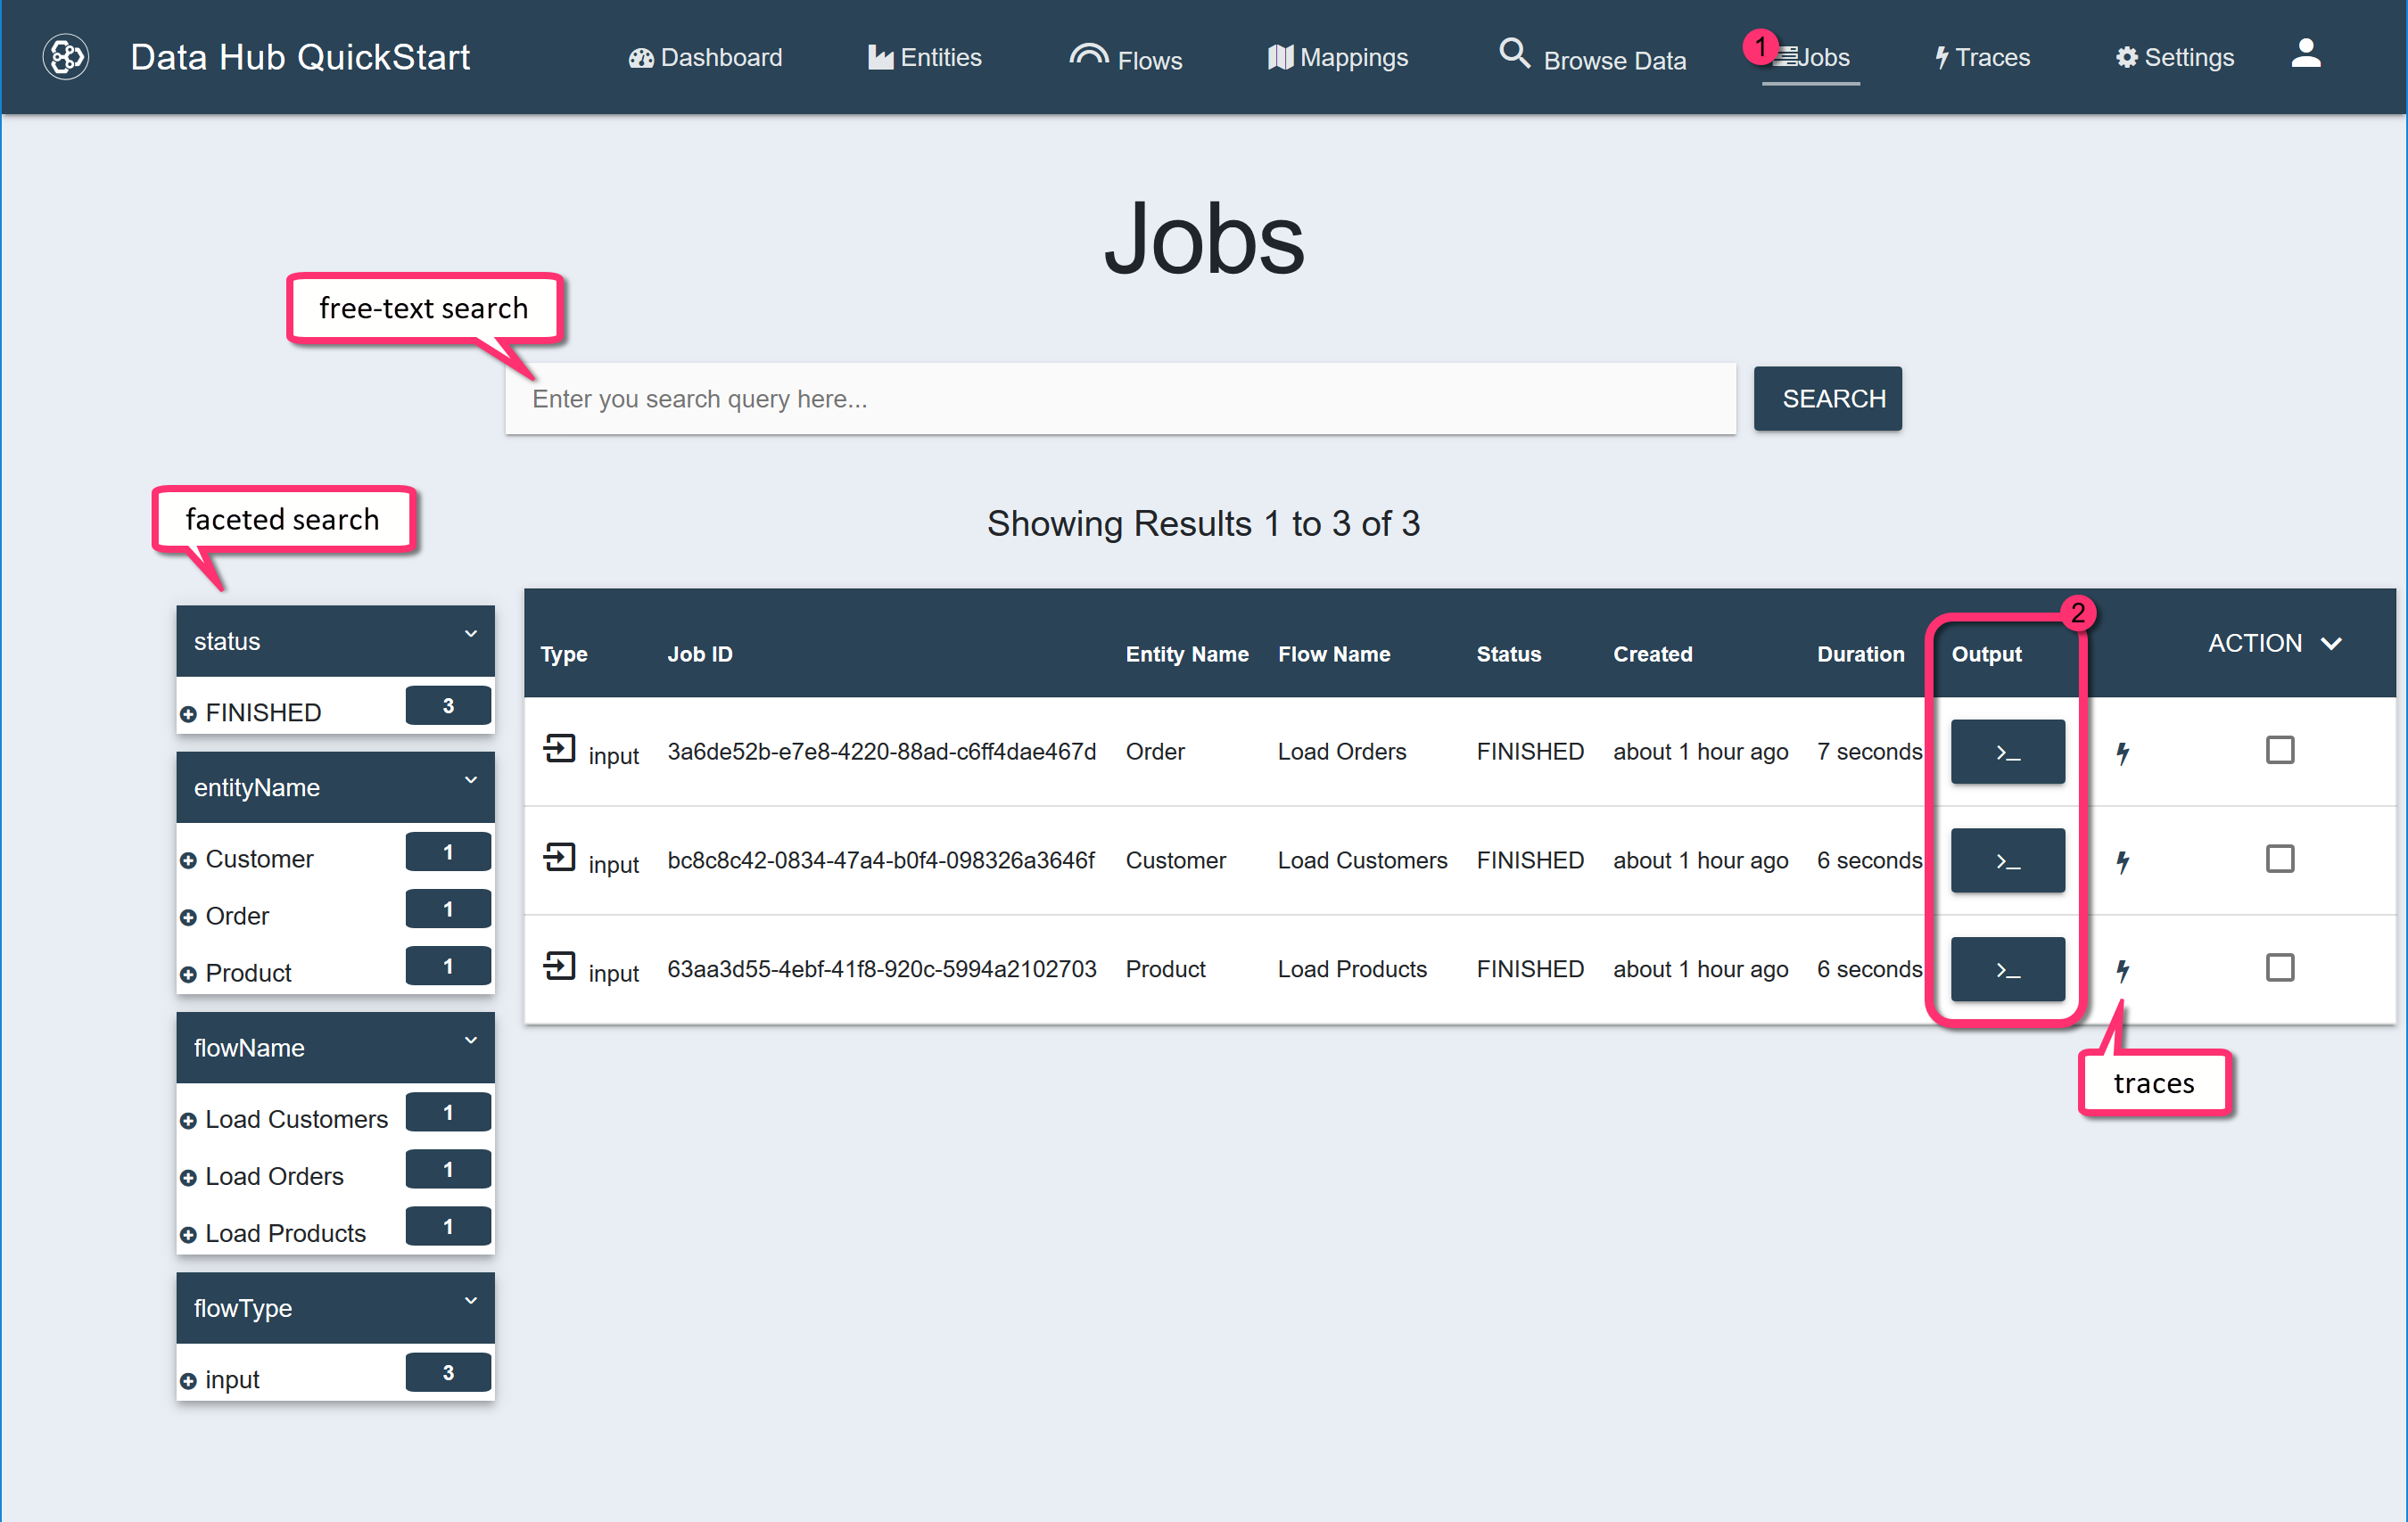 Data Hub QuickStart Dashboard Entities Flows Mappings Browse Data 1 Jobs Traces Settings
Jobs
free-text search
Enter you search query here... SEARCH
faceted search
Showing Results 1 to 3 of 3
status
FINISHED 3
entityName
Customer 1
Order 1
Product 1
flowName
Load Customers 1
Load Orders 1
Load Products 1
flowType
input 3
2
Type Job ID Entity Name Flow Name Status Created Duration Output ACTION
input 3a6de52b-e7e8-4220-88ad-c6ff4dae467d Order Load Orders FINISHED about 1 hour ago 7 seconds >_
input bc8c8c42-0834-47a4-b0f4-098326a3646f Customer Load Customers FINISHED about 1 hour ago 6 seconds >_
input 63aa3d55-4ebf-41f8-920c-5994a2102703 Product Load Products FINISHED about 1 hour ago 6 seconds >_
traces